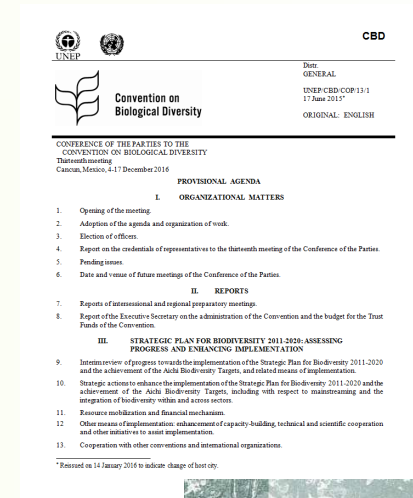 CBD
UNEP
Distr.
GENERAL
UNEP/CBD/COP/13/1
17 June 2015*
ORIGINAL: ENGLISH
Convention on
Biological Diversity
CONFERENCE OF THE PARTIES TO THE
CONVENTION ON BIOLOGICAL DIVERSITY
Thirteenth meeting
Cancun, Mexico, 4-17 December 2016
PROVISIONAL AGENDA
I. ORGANIZATIONAL MATTERS
1. Opening of the meeting.
2. Adoption of the agenda and organization of work.
3. Election of officers.
4. Report on the credentials of representatives to the thirteenth meeting of the Conference of the Parties.
5. Pending issues.
6. Date and venue of future meetings of the Conference of the Parties.
II. REPORTS
7. Reports of intersessional and regional preparatory meetings.
8. Report of the Executive Secretary on the administration of the Convention and the budget for the Trust
Funds of the Convention.
III. STRATEGIC PLAN FOR BIODIVERSITY 2011-2020: ASSESSING
PROGRESS AND ENHANCING IMPLEMENTATION
9. Interim review of progress towards the implementation of the Strategic Plan for Biodiversity 2011-2020
and the achievement of the Aichi Biodiversity Targets, and related means of implementation.
10. Strategic actions to enhance the implementation of the Strategic Plan for Biodiversity 2011-2020 and the
achievement of the Aichi Biodiversity Targets, including with respect to mainstreaming and the
integration of biodiversity within and across sectors.
11. Resource mobilization and financial mechanism.
12 Other means of implementation: enhancement of capacity-building, technical and scientific cooperation
and other initiatives to assist implementation.
13. Cooperation with other conventions and international organizations.
* Reissued on 14 January 2016 to indicate change of host city.